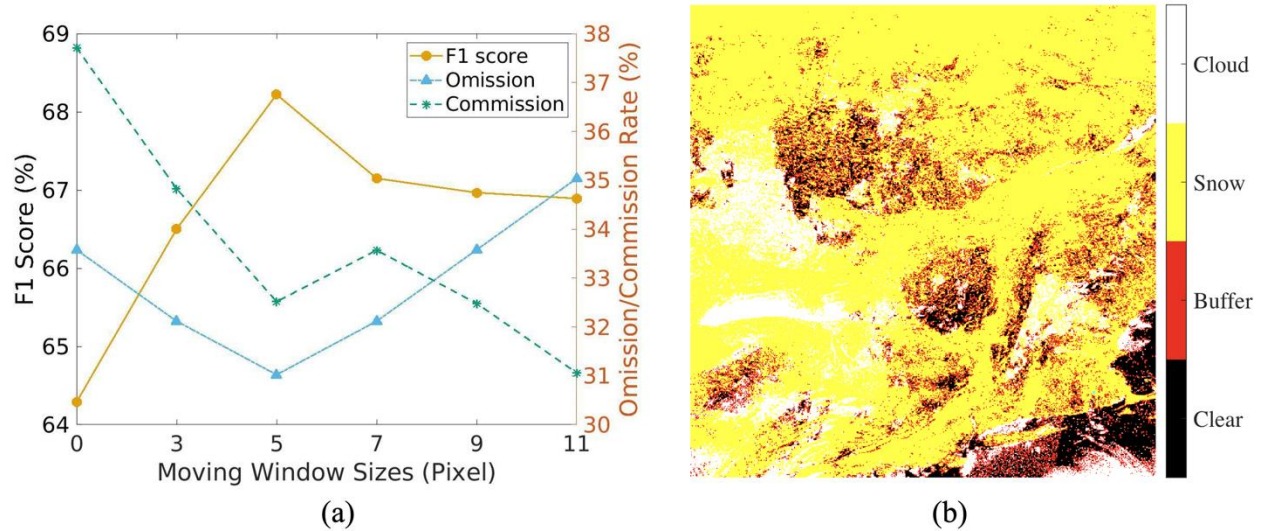 69
68
67
66
65
64
F1 Score (%)
38
37
36
35
34
33
32
31
30
Omission/Commission Rate (%)
F1 score
Omission
Commission
0 3 5 7 9 11
Moving Window Sizes (Pixel)
(a)
Cloud
Snow
Buffer
Clear
(b)